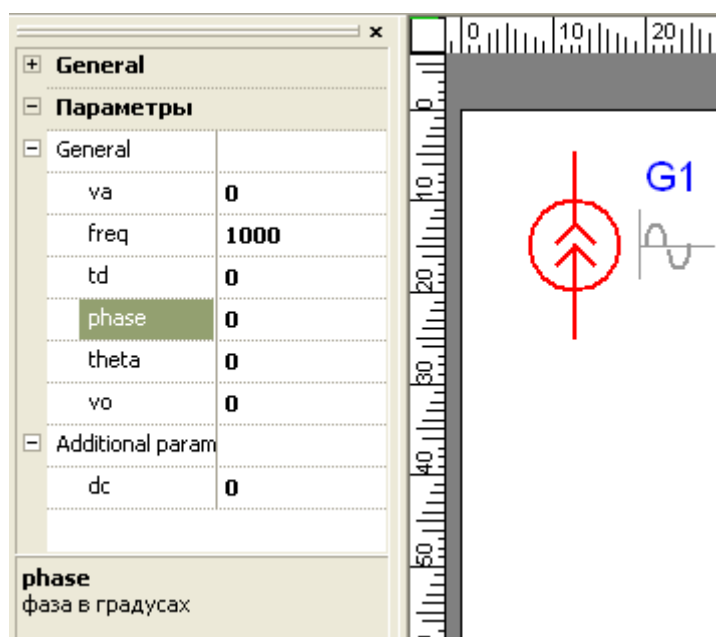 General
Параметры
General
va 0
freq 1000
td 0
phase 0
theta 0
vo 0
Additional param
dc 0
phase
фаза в градусах
0 10 20
0
10
20
30
40
50
G1